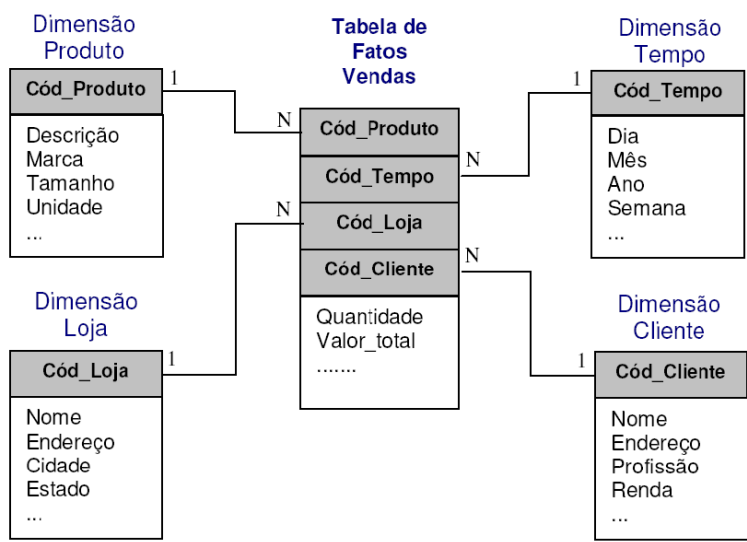 Dimensão
Produto
Cód_Produto
1
Descrição
Marca
Tamanho
Unidade
...
Tabela de
Fatos
Vendas
N
Cód_Produto
Cód_Tempo
N
N
Cód_Loja
Cód_Cliente
N
Quantidade
Valor_total
.......
Dimensão
Tempo
1
Cód_Tempo
Dia
Mês
Ano
Semana
...
Dimensão
Loja
Cód_Loja
1
Nome
Endereço
Cidade
Estado
...
Dimensão
Cliente
1
Cód_Cliente
Nome
Endereço
Profissão
Renda
...